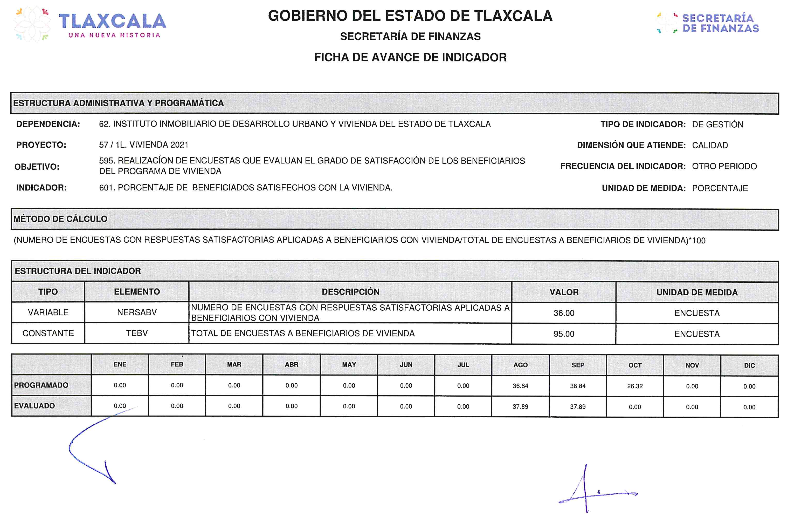 TLAXCALA
UNA NUEVA HISTORIA
GOBIERNO DEL ESTADO DE TLAXCALA
SECRETARÍA DE FINANZAS
FICHA DE AVANCE DE INDICADOR
SECRETARÍA
DE FINANZAS
ESTRUCTURA ADMINISTRATIVA Y PROGRAMÁTICA
DEPENDENCIA: 62. INSTITUTO INMOBILIARIO DE DESARROLLO URBANO Y VIVIENDA DEL ESTADO DE TLAXCALA TIPO DE INDICADOR: DE GESTIÓN
PROYECTO: 57 / 1L. VIVIENDA 2021 DIMENSIÓN QUE ATIENDE: CALIDAD
OBJETIVO: 595. REALIZACÍON DE ENCUESTAS QUE EVALUAN EL GRADO DE SATISFACCIÓN DE LOS BENEFICIARIOS
DEL PROGRAMA DE VIVIENDA FRECUENCIA DEL INDICADOR: OTRO PERIODO
INDICADOR: 601. PORCENTAJE DE BENEFICIADOS SATISFECHOS CON LA VIVIENDA. UNIDAD DE MEDIDA: PORCENTAJE
MÉTODO DE CÁLCULO
(NUMERO DE ENCUESTAS CON RESPUESTAS SATISFACTORIAS APLICADAS A BENEFICIARIOS CON VIVIENDA/TOTAL DE ENCUESTAS A BENEFICIARIOS DE VIVIENDA)*100
ESTRUCTURA DEL INDICADOR
TIPO ELEMENTO DESCRIPCIÓN VALOR UNIDAD DE MEDIDA
VARIABLE NERSABV NUMERO DE ENCUESTAS CON RESPUESTAS SATISFACTORIAS APLICADAS A
BENEFICIARIOS CON VIVIENDA 36.00 ENCUESTA
CONSTANTE TEBV TOTAL DE ENCUESTAS A BENEFICIARIOS DE VIVIENDA 95.00 ENCUESTA
ENE FEB MAR ABR MAY JUN JUL AGO SEP OCT NOV DIC
PROGRAMADO 0.00 0.00 0.00 0.00 0.00 0.00 0.00 36.84 36.84 26.32 0.00 0.00
EVALUADO 0.00 0.00 0.00 0.00 0.00 0.00 0.00 37.89 37.89 0.00 0.00 0.00